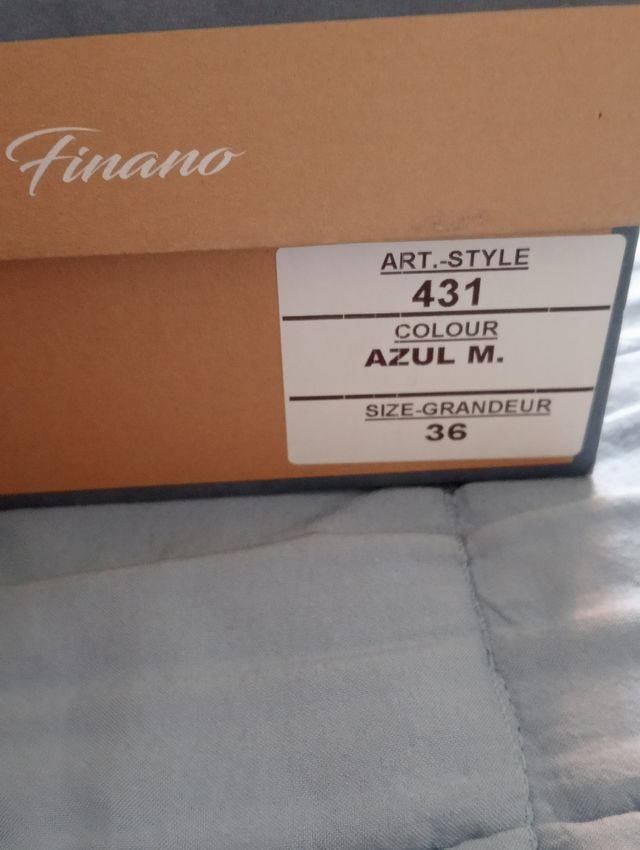 Finano
ART.-STYLE
431
COLOUR
AZUL M.
SIZE-GRANDEUR
36